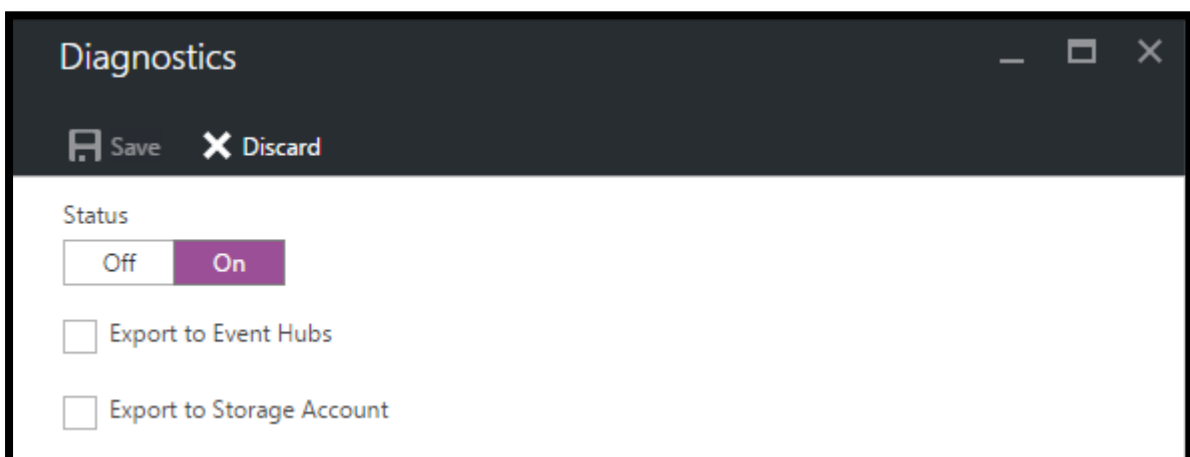 Diagnostics
Save Discard
Status
Off On
Export to Event Hubs
Export to Storage Account